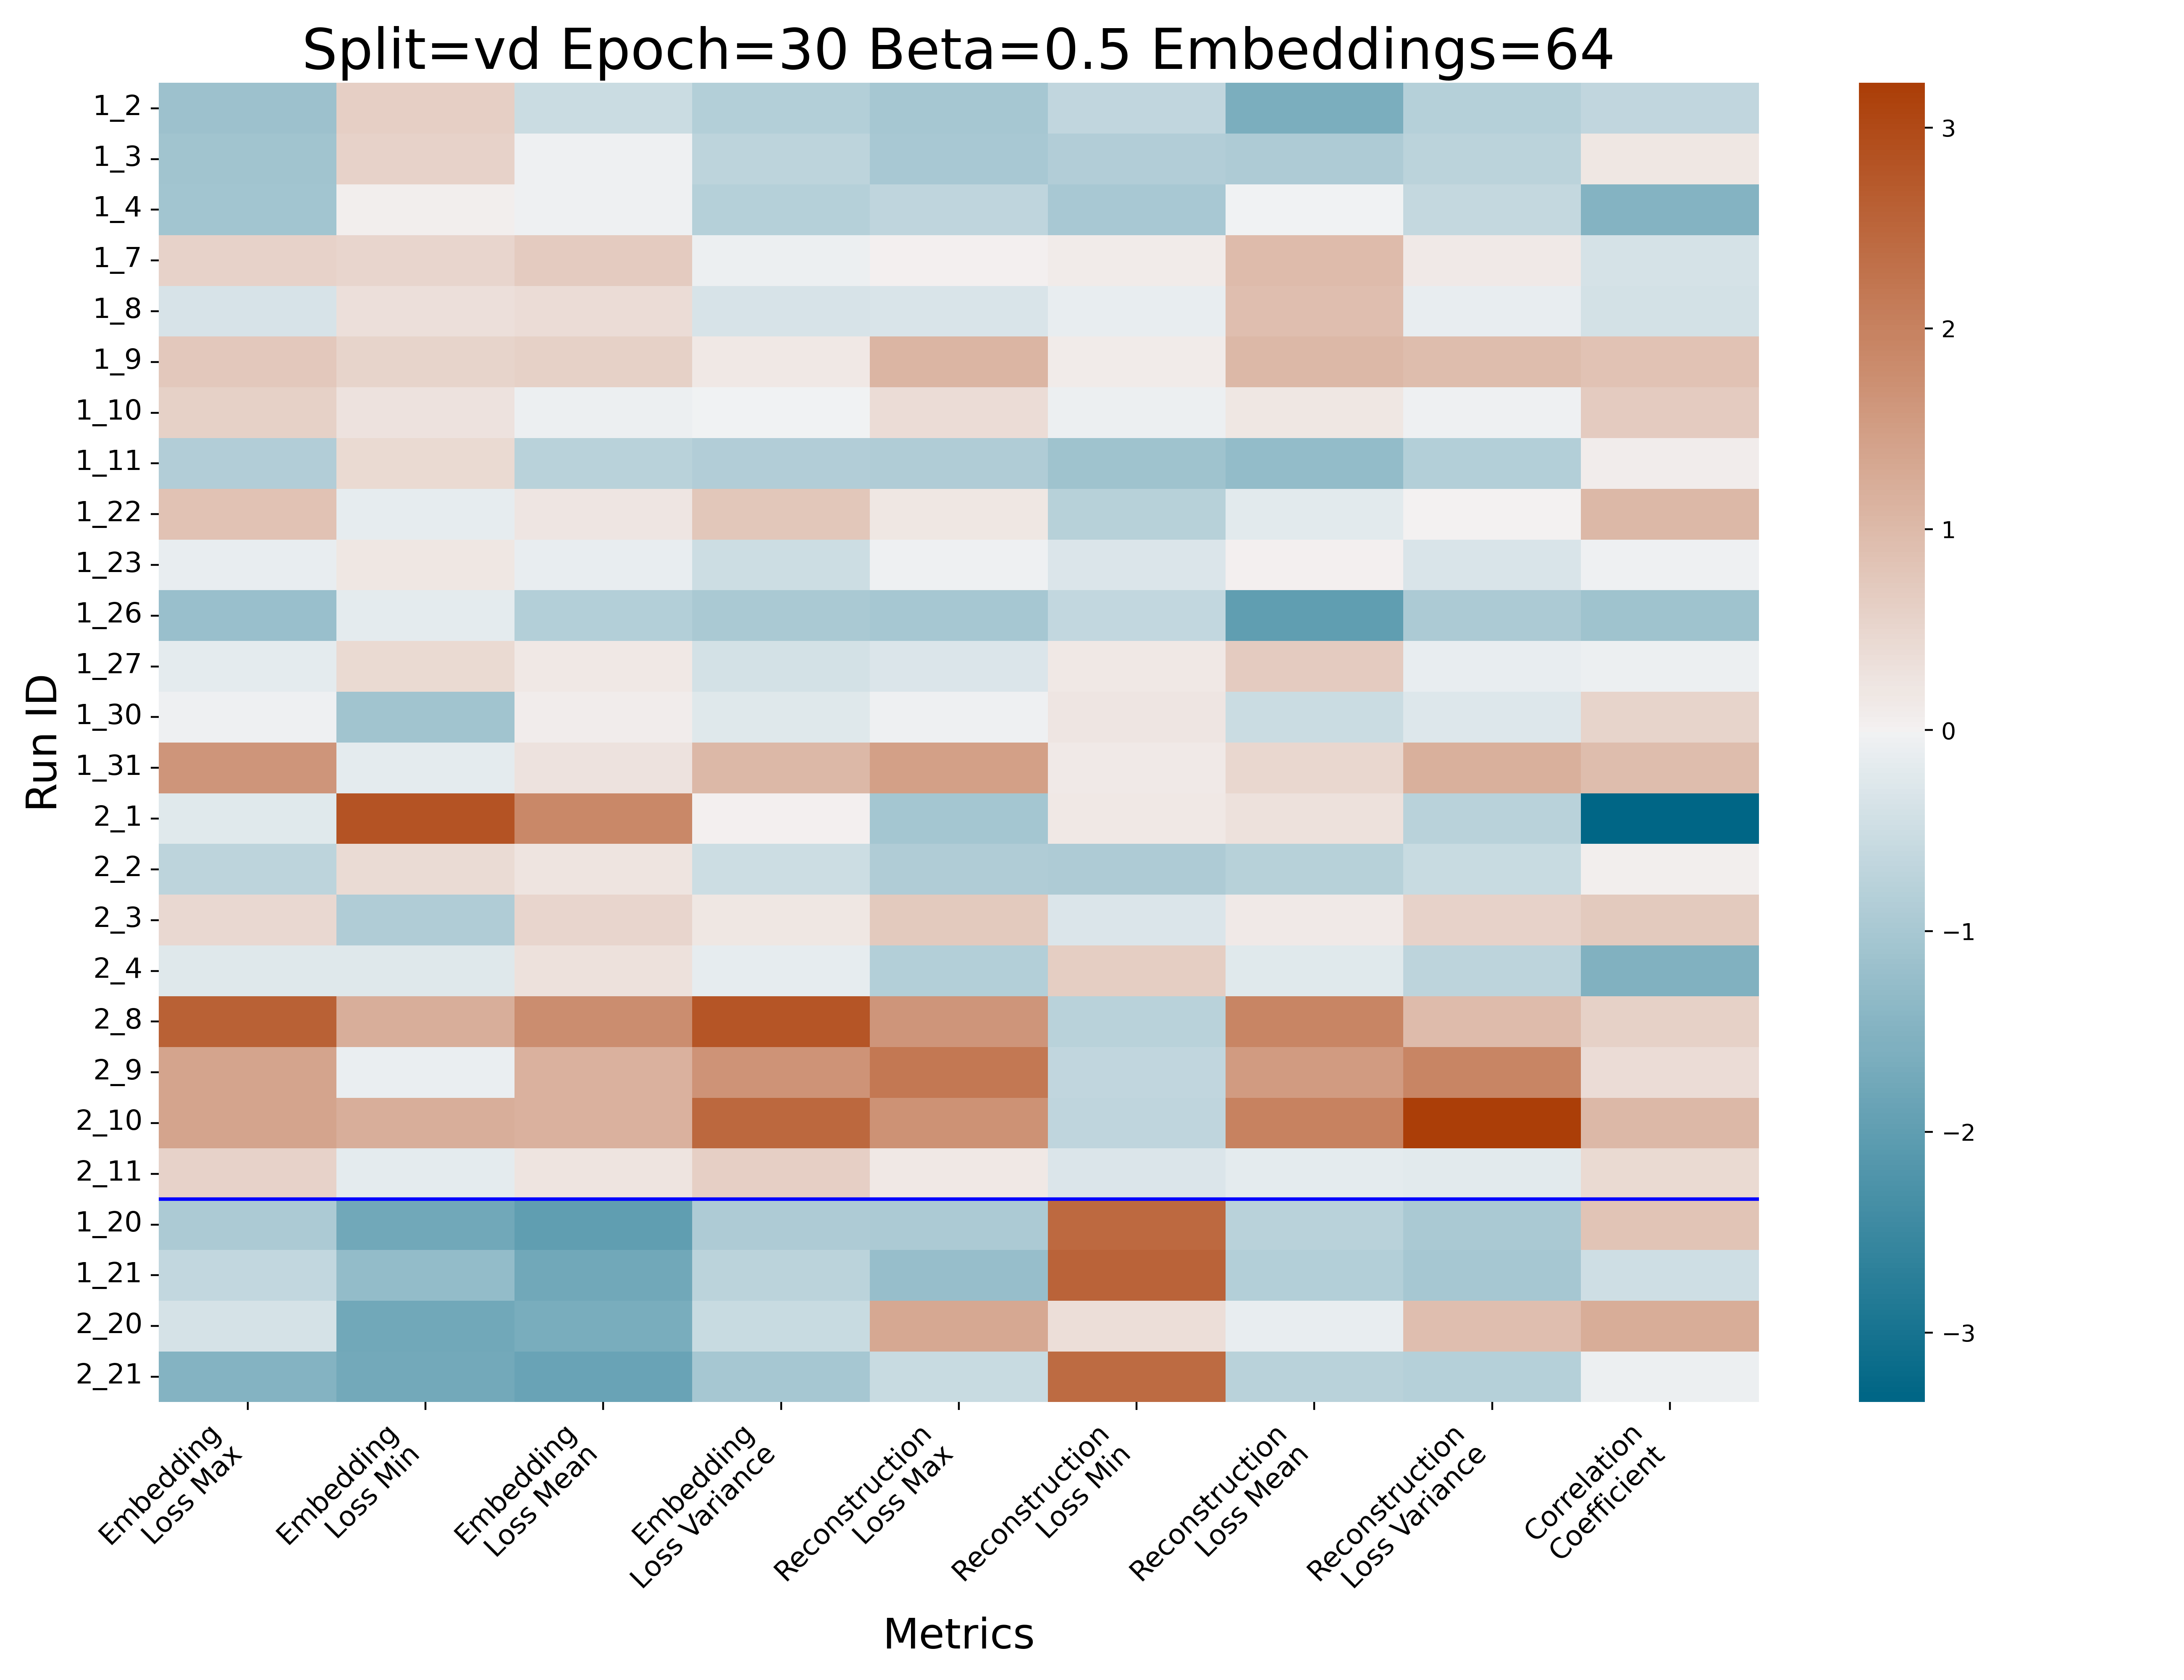 Split=vd Epoch=30 Beta=0.5 Embeddings=64
Run ID
1_2
1_3
1_4
1_7
1_8
1_9
1_10
1_11
1_22
1_23
1_26
1_27
1_30
1_31
2_1
2_2
2_3
2_4
2_8
2_9
2_10
2_11
1_20
1_21
2_20
2_21
Embedding
Loss Max
Embedding
Loss Min
Embedding
Loss Mean
Embedding
Loss Variance
Reconstruction
Loss Max
Reconstruction
Loss Min
Reconstruction
Loss Mean
Reconstruction
Loss Variance
Correlation
Coefficient
Metrics
3
2
1
0
−1
−2
−3